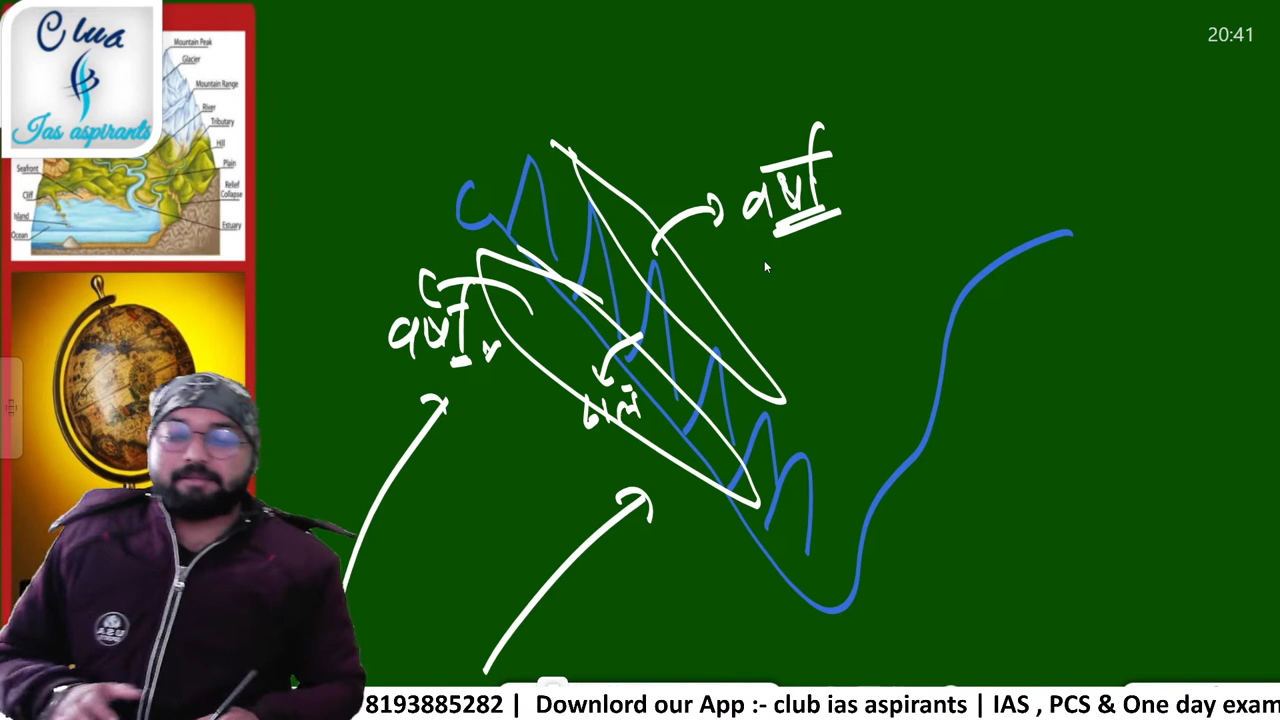 Clua
Ias aspirants
20:41
Mountain Peak
Glacier
Mountain Range
River
Tributary
Hill
Plain
Relief
Collapse
Estuary
Seafront
Cliff
Island
Ocean
वर्षा
वर्षा
8193885282 | Downlord our App :- club ias aspirants | IAS , PCS & One day exam